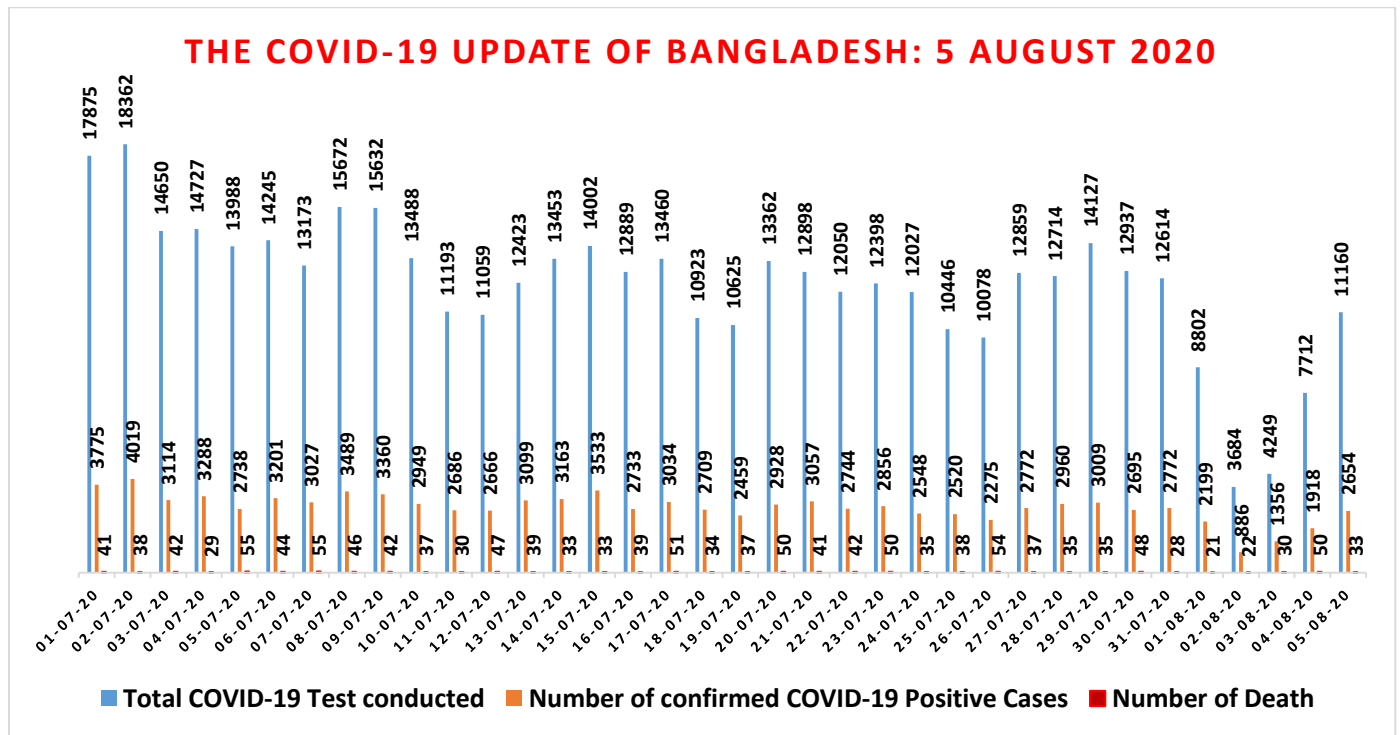 THE COVID-19 UPDATE OF BANGLADESH: 5 AUGUST 2020
17875 18362 14650 14727 13988 14245 13173 15672 15632 13488 11193 11059 12423 13453 14002 12889 13460 10923 10625 13362 12898 12050 12398 12027 10446 10078 12859 12714 14127 12937 12614 8802 3684 4249 7712 11160
3775 4019 3114 3288 2738 3201 3027 3489 3360 2949 2686 2666 3099 3163 3533 2733 3034 2709 2459 2928 3057 2744 2856 2548 2520 2275 2772 2960 3009 2695 2772 2199 886 1356 1918 2654
41 38 42 29 55 44 55 46 42 37 30 47 39 33 33 39 51 34 37 50 41 42 50 35 38 54 37 35 35 48 28 21 22 30 50 33
01-07-20 02-07-20 03-07-20 04-07-20 05-07-20 06-07-20 07-07-20 08-07-20 09-07-20 10-07-20 11-07-20 12-07-20 13-07-20 14-07-20 15-07-20 16-07-20 17-07-20 18-07-20 19-07-20 20-07-20 21-07-20 22-07-20 23-07-20 24-07-20 25-07-20 26-07-20 27-07-20 28-07-20 29-07-20 30-07-20 31-07-20 01-08-20 02-08-20 03-08-20 04-08-20 05-08-20
Total COVID-19 Test conducted Number of confirmed COVID-19 Positive Cases Number of Death